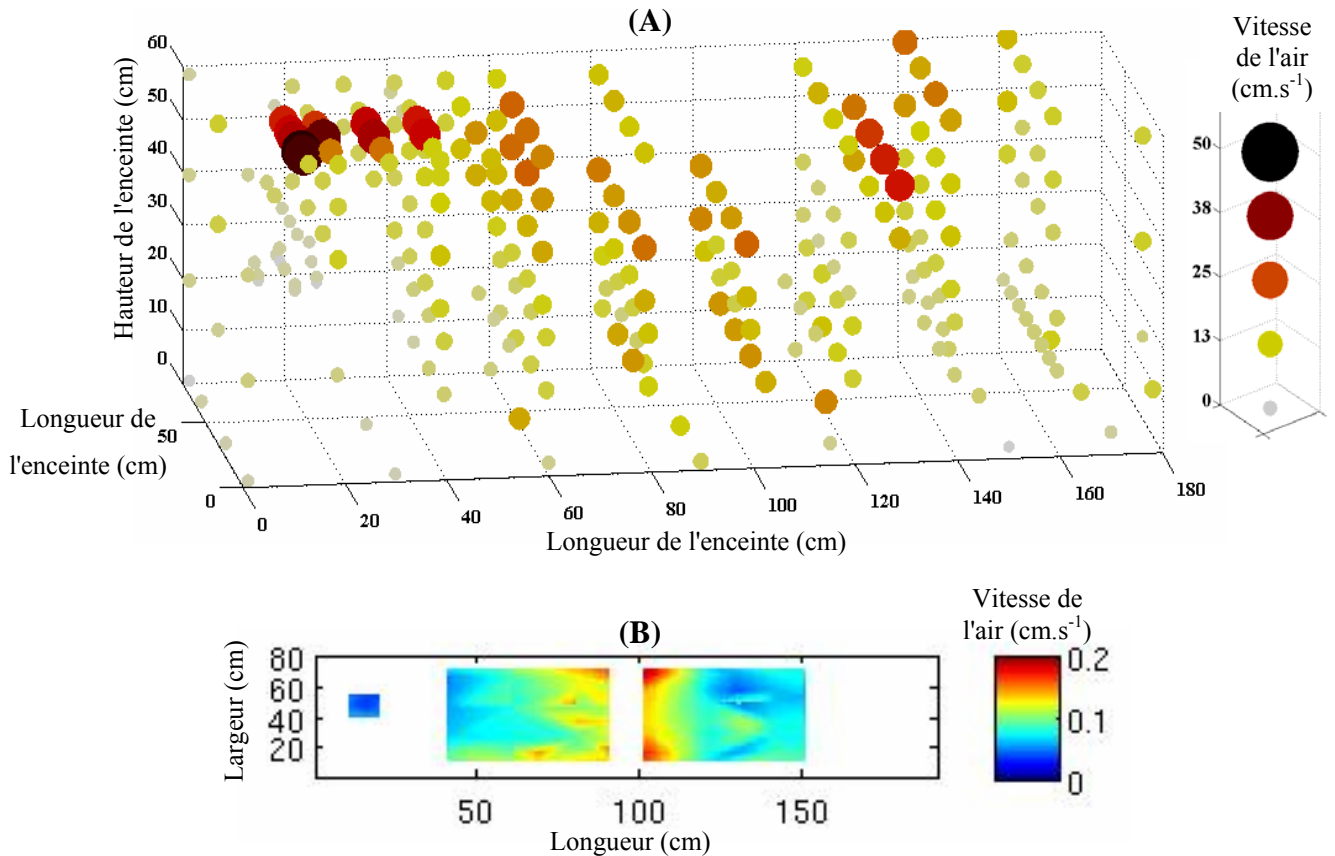 (A)
60
50
40
30
20
10
0
Hauteur de l'enceinte (cm)
Longueur de
l'enceinte (cm)
50
0
0
20
40
60
80
100
120
140
160
180
Longueur de l'enceinte (cm)
Vitesse
de l'air
(cm.s-1)
50
38
25
13
0
(B)
80
60
40
20
Largeur (cm)
50
100
150
Longueur (cm)
Vitesse de
l'air (cm.s-1)
0.2
0.1
0